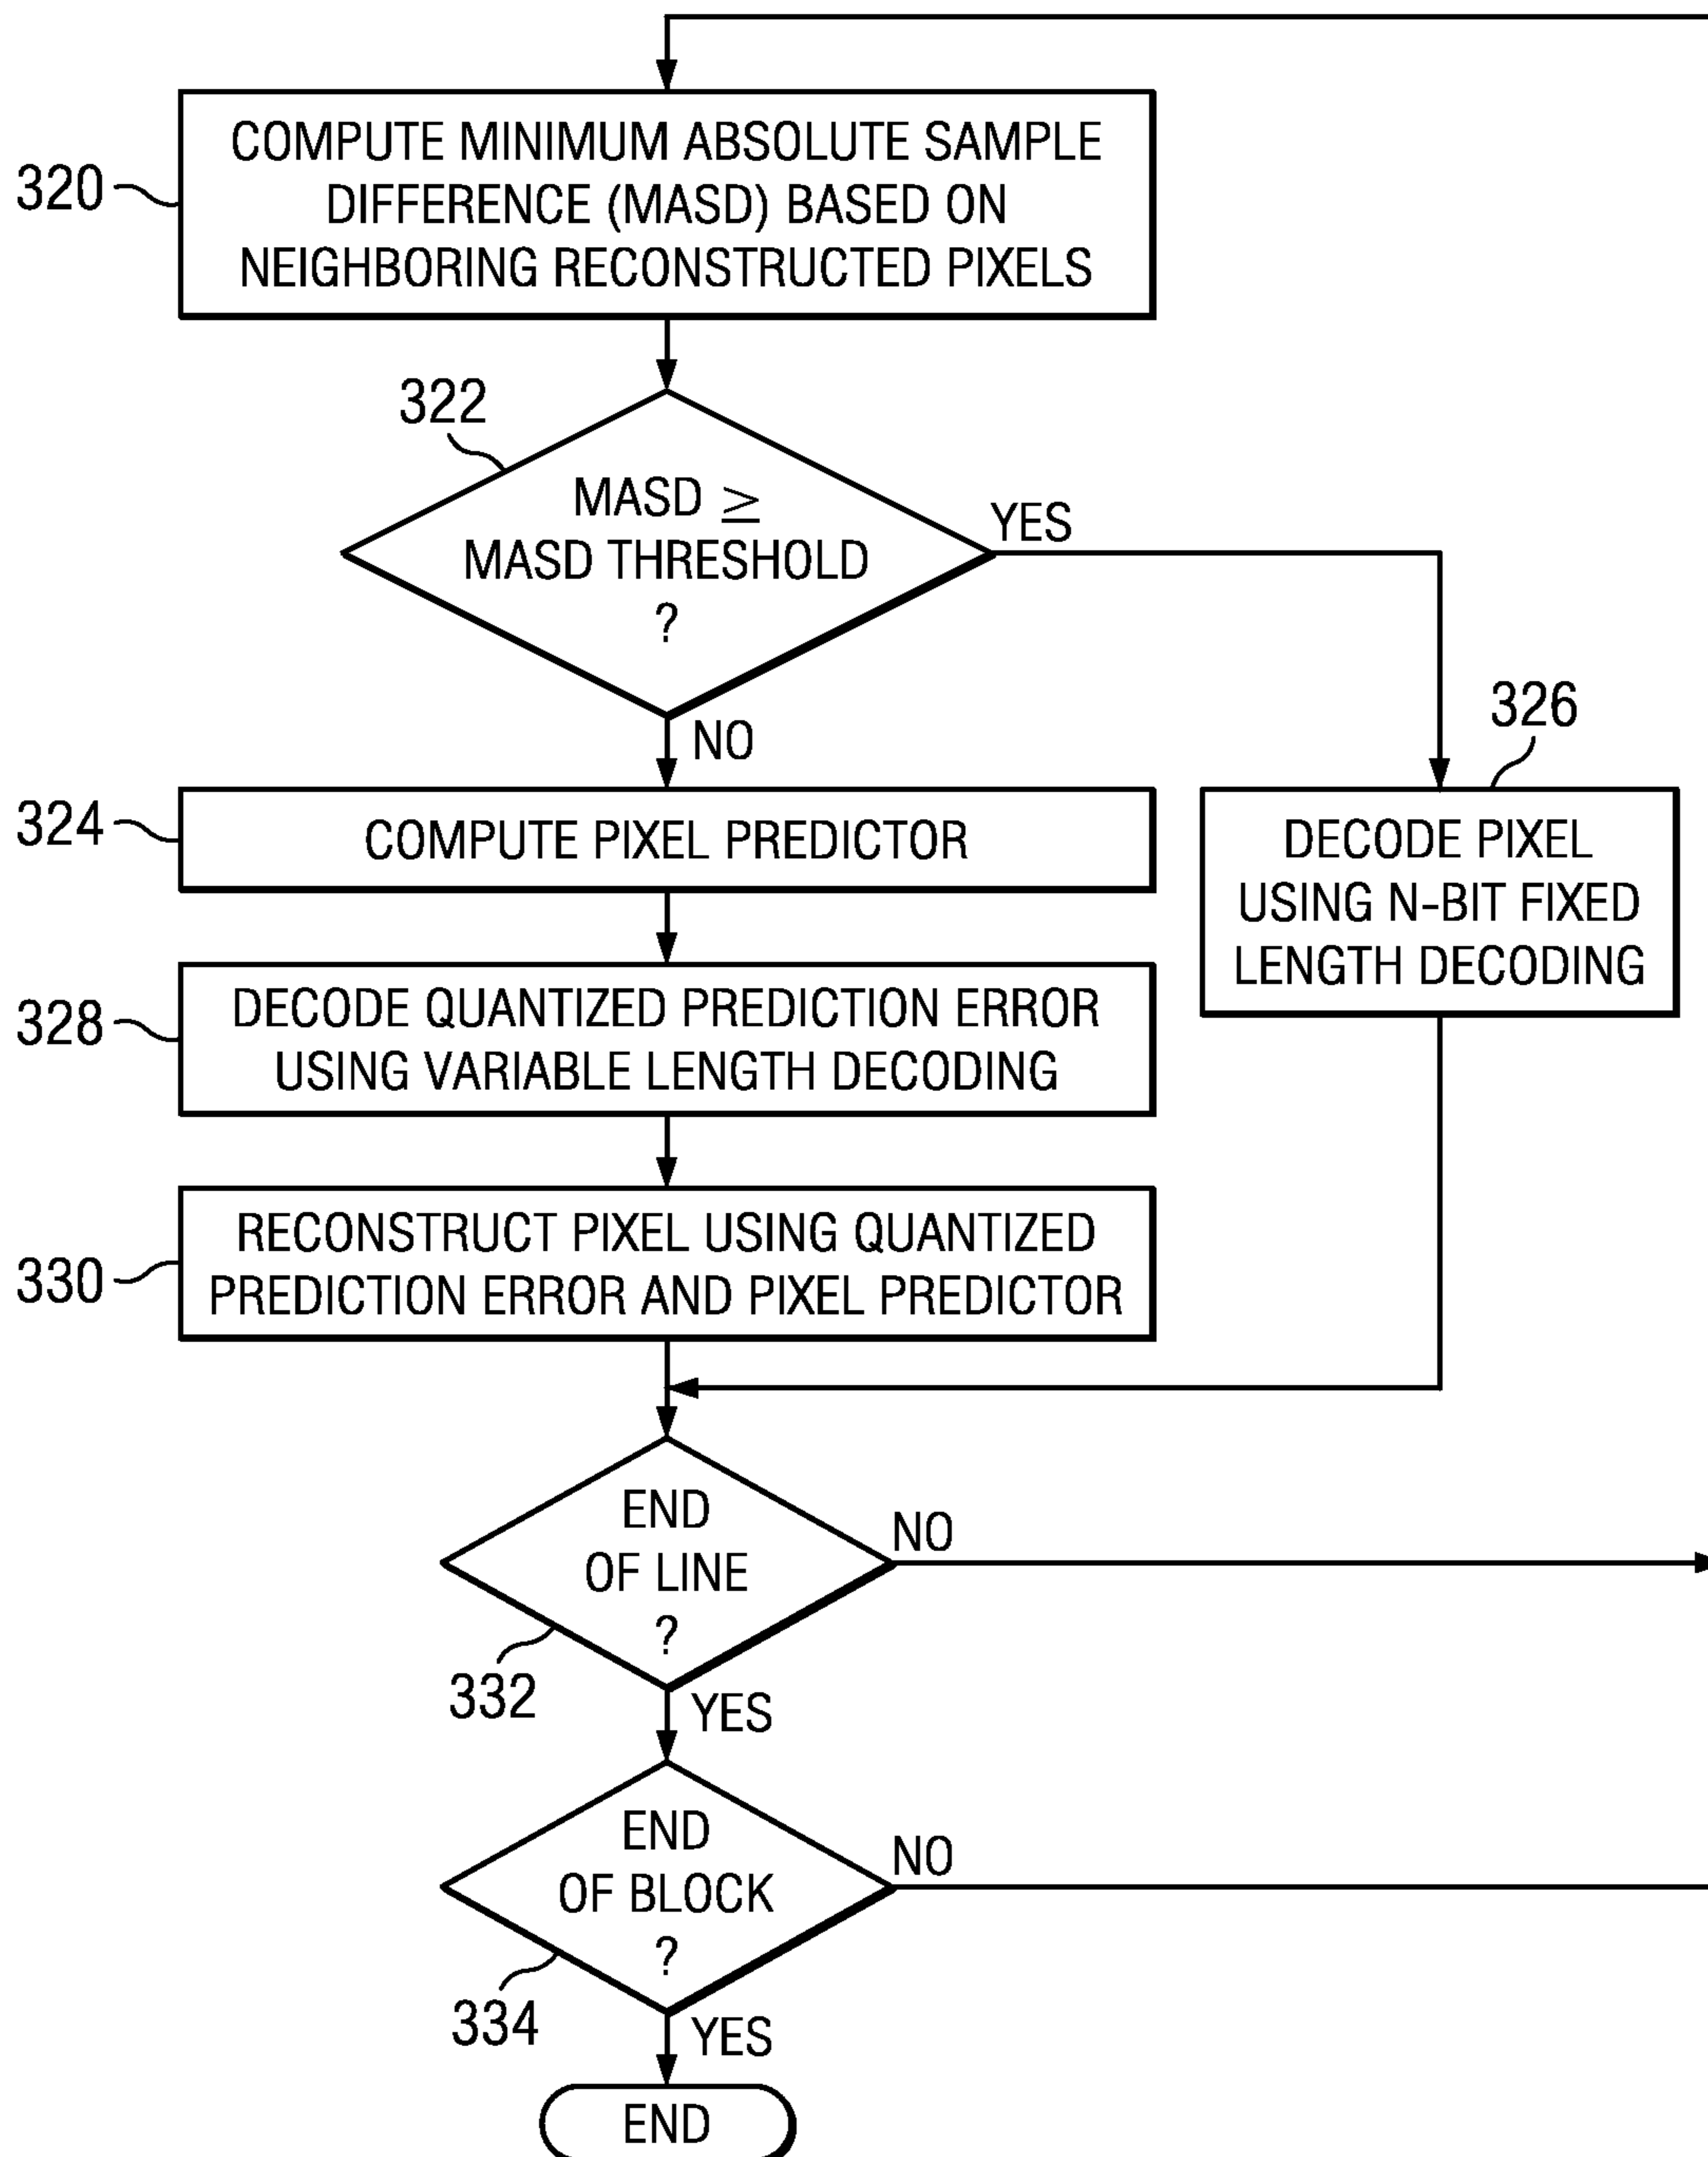 320
COMPUTE MINIMUM ABSOLUTE SAMPLE
DIFFERENCE (MASD) BASED ON
NEIGHBORING RECONSTRUCTED PIXELS
322
MASD ≥
MASD THRESHOLD
?
YES
NO
326
DECODE PIXEL
USING N-BIT FIXED
LENGTH DECODING
324
COMPUTE PIXEL PREDICTOR
328
DECODE QUANTIZED PREDICTION ERROR
USING VARIABLE LENGTH DECODING
330
RECONSTRUCT PIXEL USING QUANTIZED
PREDICTION ERROR AND PIXEL PREDICTOR
END
OF LINE
?
NO
332
YES
END
OF BLOCK
?
NO
334
YES
END